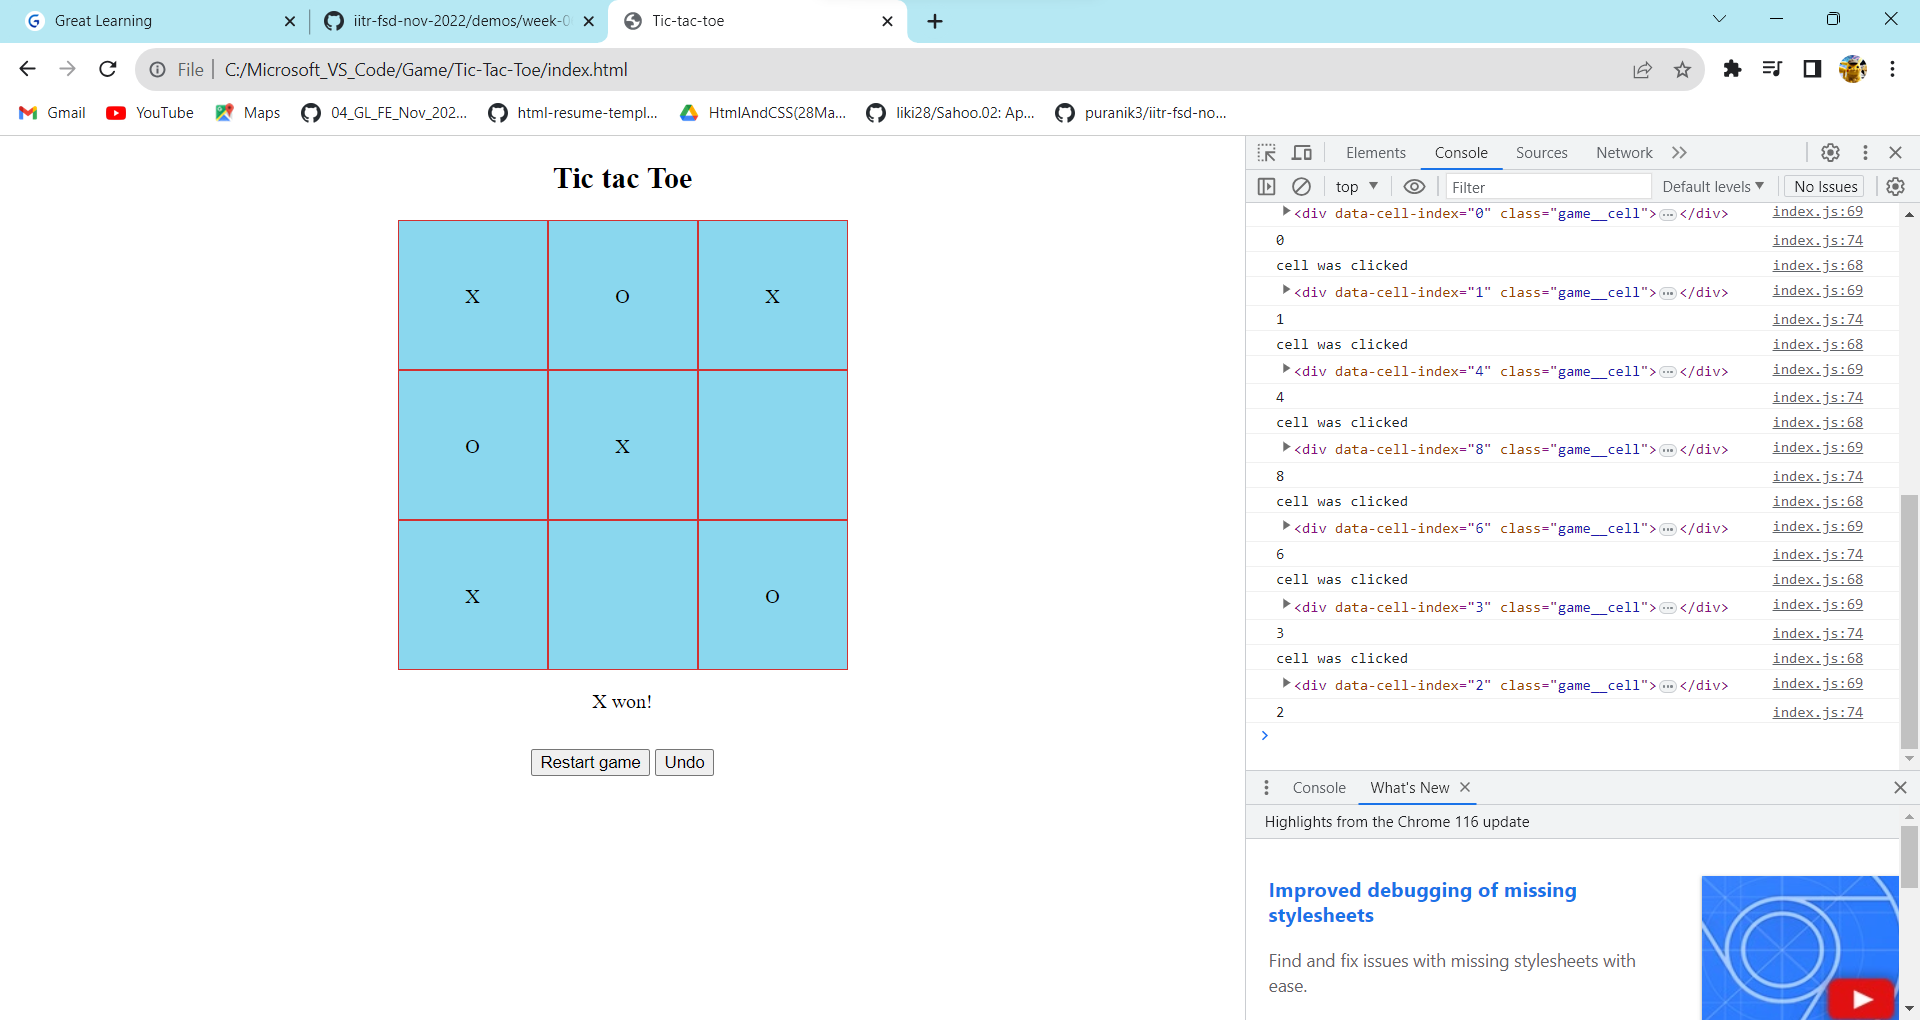 Great Learning
iitr-fsd-nov-2022/demos/week-0
Tic-tac-toe
File
C:/Microsoft_VS_Code/Game/Tic-Tac-Toe/index.html
Gmail
YouTube
Maps
04_GL_FE_Nov_202...
html-resume-templ...
HtmlAndCSS(28Ma...
liki28/Sahoo.02: Ap...
puranik3/iitr-fsd-no...
Tic tac Toe
X O X
O X
X O
X won!
Restart game Undo
Elements Console Sources Network
top Filter Default levels No Issues
<div data-cell-index="0" class="game__cell">…</div> index.js:69
0 index.js:74
cell was clicked index.js:68
<div data-cell-index="1" class="game__cell">…</div> index.js:69
1 index.js:74
cell was clicked index.js:68
<div data-cell-index="4" class="game__cell">…</div> index.js:69
4 index.js:74
cell was clicked index.js:68
<div data-cell-index="8" class="game__cell">…</div> index.js:69
8 index.js:74
cell was clicked index.js:68
<div data-cell-index="6" class="game__cell">…</div> index.js:69
6 index.js:74
cell was clicked index.js:68
<div data-cell-index="3" class="game__cell">…</div> index.js:69
3 index.js:74
cell was clicked index.js:68
<div data-cell-index="2" class="game__cell">…</div> index.js:69
2 index.js:74
Console What's New
Highlights from the Chrome 116 update
Improved debugging of missing
stylesheets
Find and fix issues with missing stylesheets with
ease.